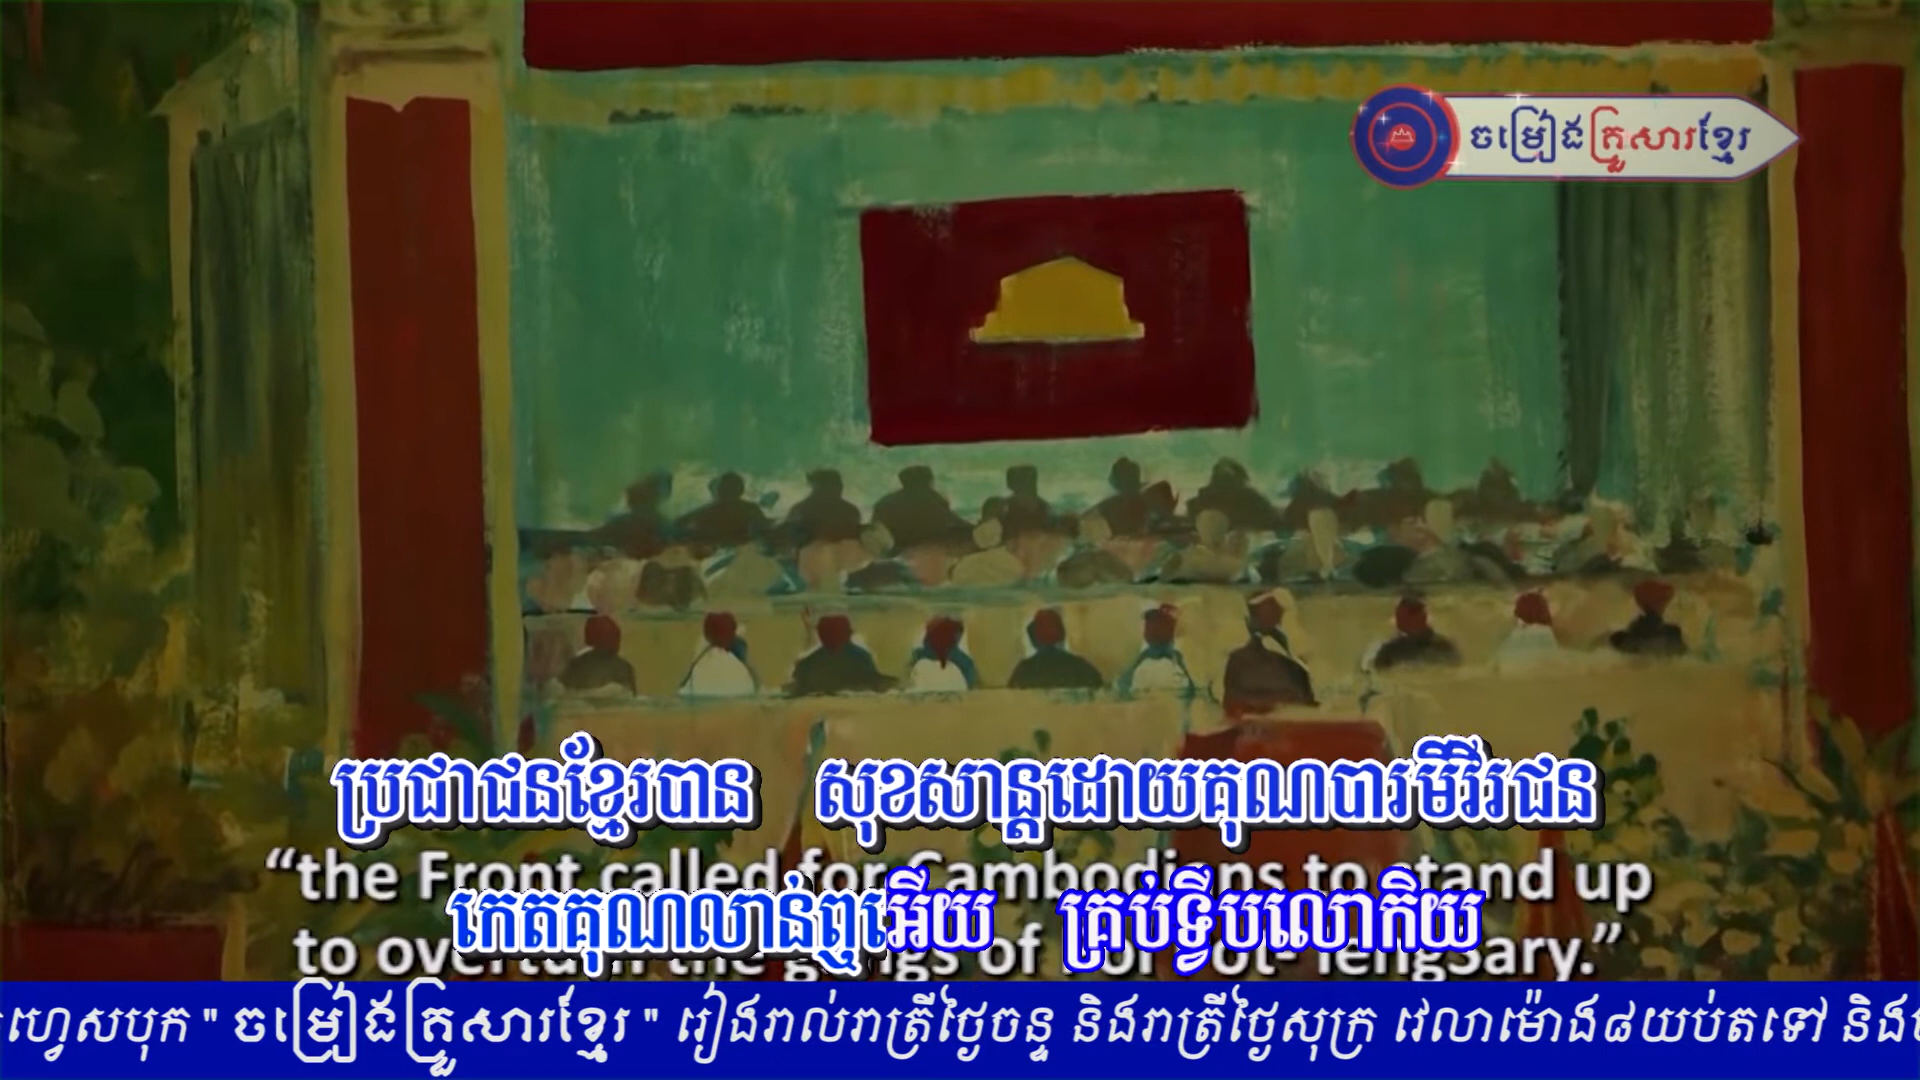 ចម្រៀងគ្រួសារខ្មែរ
ប្រជាជនខ្មែរបាន សុខសាន្តដោយគុណបារមីវីរជន
“the Front called for Cambodians to stand up
កេតគុណលាន់ឮអើយ គ្រប់ទ្វីបលោកិយ
to overturn the gangs of Pol Pot- IengSary.”
ហ្វេសបុក " ចម្រៀងគ្រួសារខ្មែរ " រៀងរាល់រាត្រីថ្ងៃចន្ទ និងរាត្រីថ្ងៃសុក្រ វេលាម៉ោង៨យប់តទៅ និង